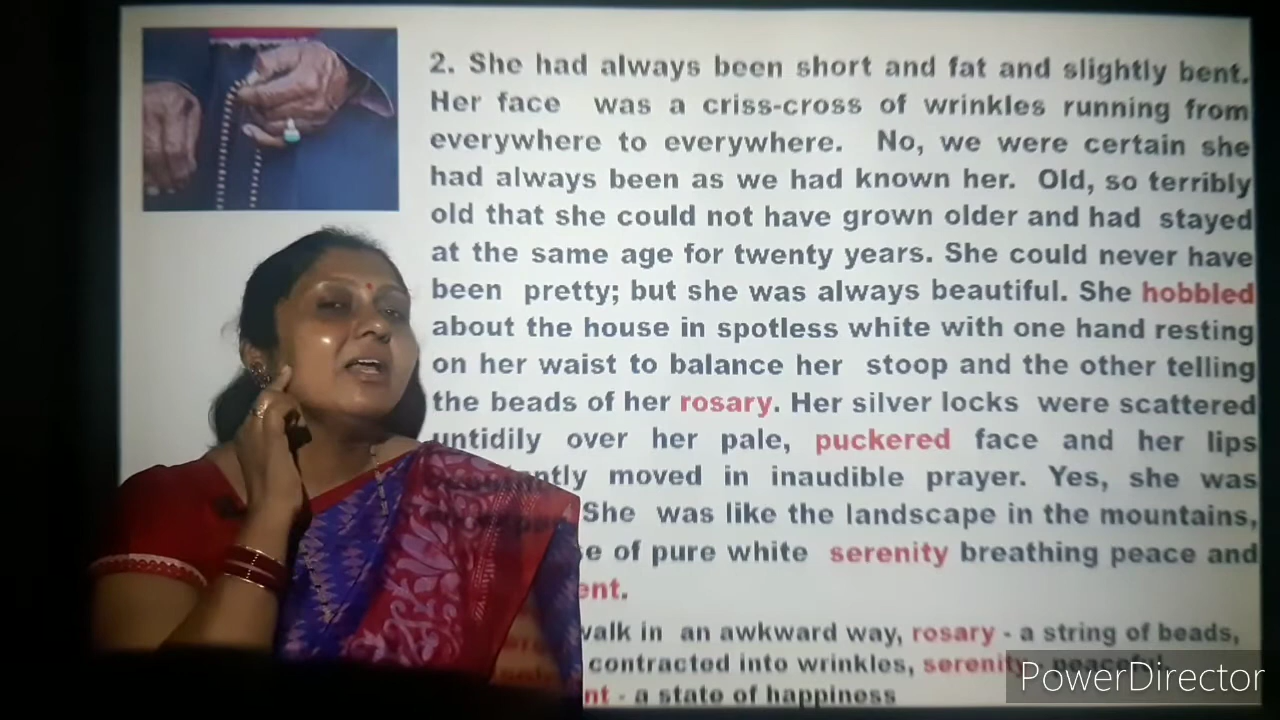 2. She had always been short and fat and slightly bent.
Her face was a criss-cross of wrinkles running from
everywhere to everywhere. No, we were certain she
had always been as we had known her. Old, so terribly
old that she could not have grown older and had stayed
at the same age for twenty years. She could never have
been pretty; but she was always beautiful. She hobbled
about the house in spotless white with one hand resting
on her waist to balance her stoop and the other telling
the beads of her rosary. Her silver locks were scattered
untidily over her pale, puckered face and her lips
moved in inaudible prayer. Yes, she was
She was like the landscape in the mountains,
of pure white serenity breathing peace and
walk in an awkward way, rosary - a string of beads,
contracted into wrinkles, serenity - peaceful,
- a state of happiness
PowerDirector